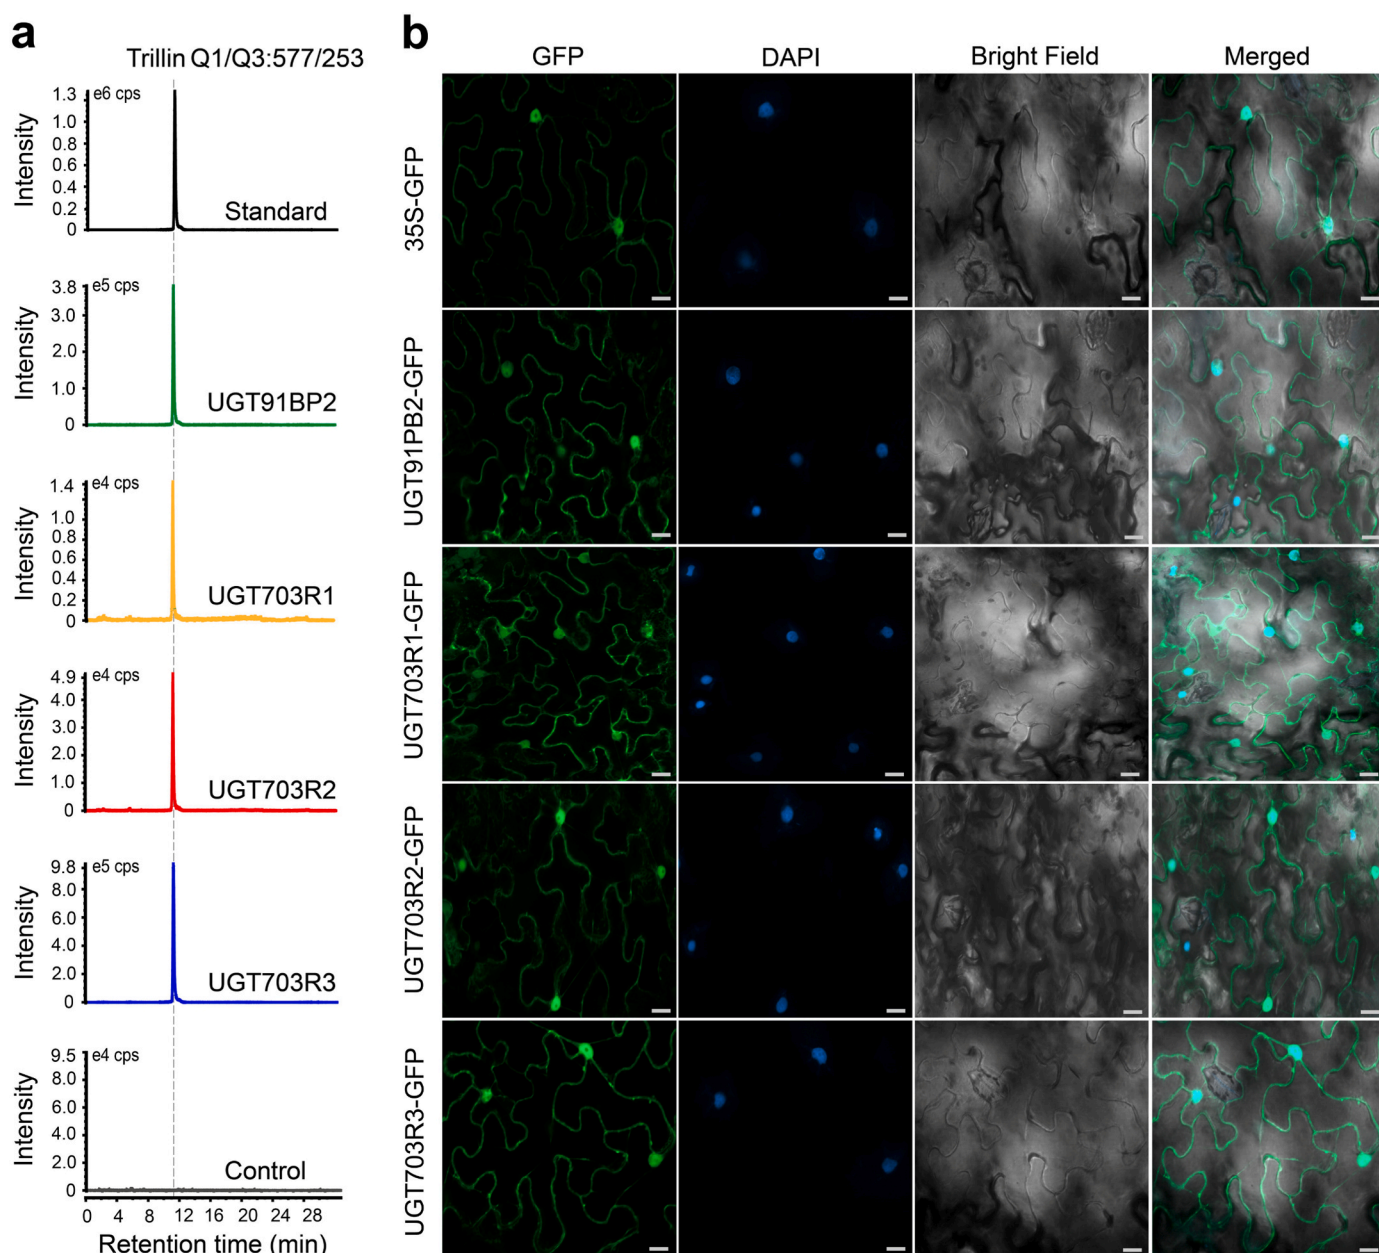 a
Trillin Q1/Q3:577/253
e6 cps
1.3
1.0
0.8
0.6
0.4
0.2
0
Intensity
Standard
e5 cps
3.8
3.0
2.0
1.0
0
Intensity
UGT91BP2
e4 cps
1.4
1.0
0.8
0.6
0.4
0.2
0
Intensity
UGT703R1
e4 cps
4.9
4.0
3.0
2.0
1.0
0
Intensity
UGT703R2
e5 cps
9.8
8.0
6.0
4.0
2.0
0
Intensity
UGT703R3
e4 cps
9.5
8.0
6.0
4.0
2.0
0
Intensity
Control
0 4 8 12 16 20 24 28
Retention time (min)
b
GFP DAPI Bright Field Merged
35S-GFP
UGT91PB2-GFP
UGT703R1-GFP
UGT703R2-GFP
UGT703R3-GFP